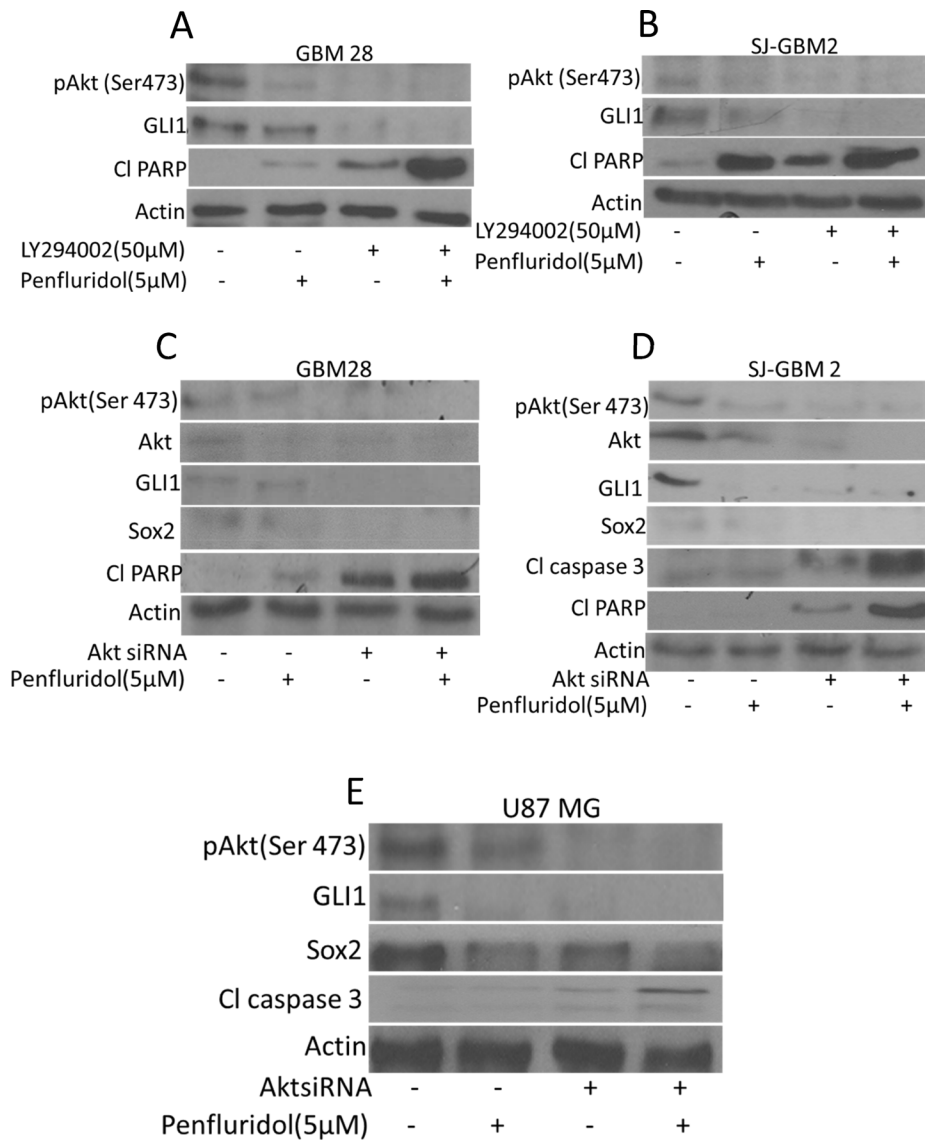 A
GBM 28
pAkt (Ser473)
GLI1
Cl PARP
Actin
LY294002(50µM) - - + +
Penfluridol(5µM) - + - +
B
SJ-GBM2
pAkt (Ser473)
GLI1
Cl PARP
Actin
LY294002(50µM) - - + +
Penfluridol(5µM) - + - +
C
GBM28
pAkt(Ser 473)
Akt
GLI1
Sox2
Cl PARP
Actin
Akt siRNA - - + +
Penfluridol(5µM) - + - +
D
SJ-GBM 2
pAkt(Ser 473)
Akt
GLI1
Sox2
Cl caspase 3
Cl PARP
Actin
Akt siRNA - - + +
Penfluridol(5µM) - + - +
E
U87 MG
pAkt(Ser 473)
GLI1
Sox2
Cl caspase 3
Actin
AktsiRNA - - + +
Penfluridol(5µM) - + - +